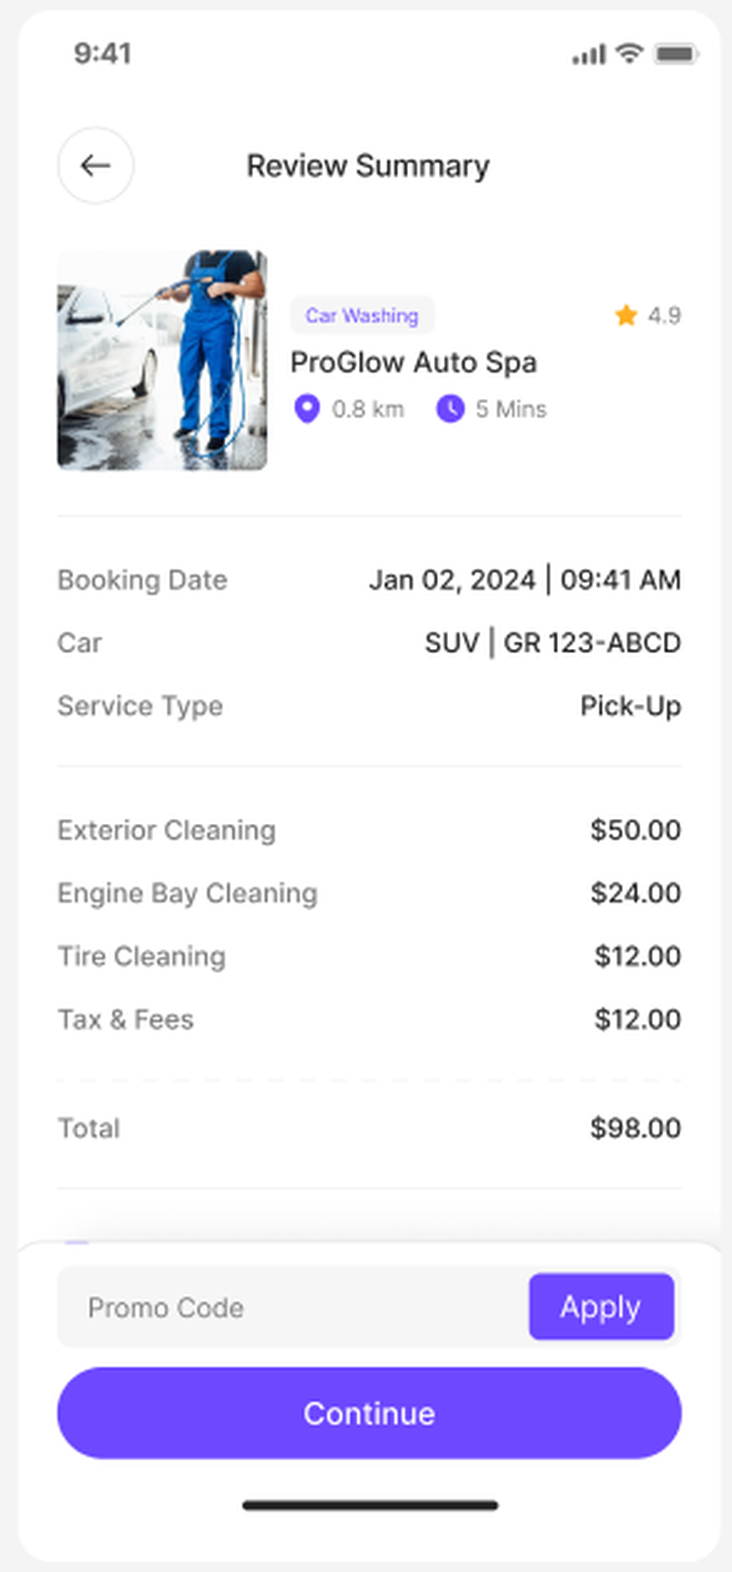 9:41
Review Summary
Car Washing 4.9
ProGlow Auto Spa
0.8 km 5 Mins
Booking Date Jan 02, 2024 | 09:41 AM
Car SUV | GR 123-ABCD
Service Type Pick-Up
Exterior Cleaning $50.00
Engine Bay Cleaning $24.00
Tire Cleaning $12.00
Tax & Fees $12.00
Total $98.00
Promo Code Apply
Continue